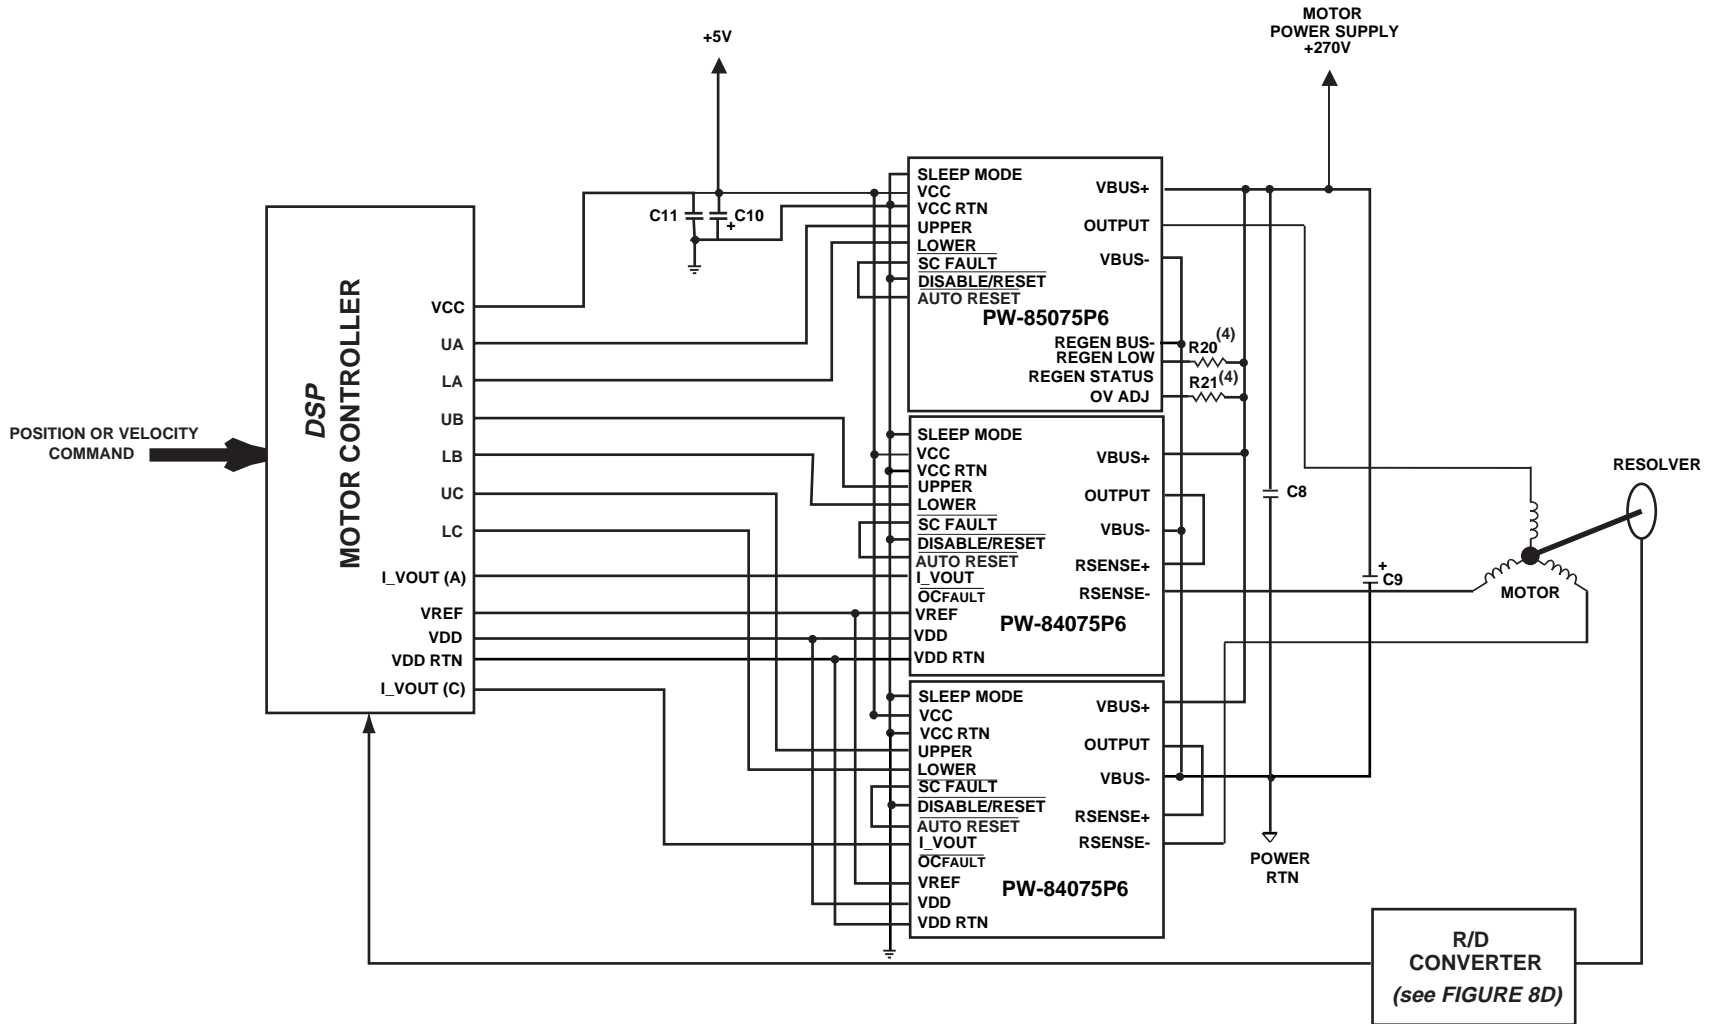 MOTOR
POWER SUPPLY
+270V
+5V
C11
C10
+
POSITION OR VELOCITY
COMMAND
DSP
MOTOR CONTROLLER
VCC
UA
LA
UB
LB
UC
LC
I_VOUT (A)
VREF
VDD
VDD RTN
I_VOUT (C)
SLEEP MODE
VCC
VCC RTN
UPPER
LOWER
SC FAULT
DISABLE/RESET
AUTO RESET
PW-85075P6
VBUS+
OUTPUT
VBUS-
REGEN BUS-
REGEN LOW
REGEN STATUS
OV ADJ
R20(4)
R21(4)
SLEEP MODE
VCC
VCC RTN
UPPER
LOWER
SC FAULT
DISABLE/RESET
AUTO RESET
I_VOUT
OCFAULT
VREF
VDD
VDD RTN
PW-84075P6
VBUS+
OUTPUT
VBUS-
RSENSE+
RSENSE-
SLEEP MODE
VCC
VCC RTN
UPPER
LOWER
SC FAULT
DISABLE/RESET
AUTO RESET
I_VOUT
OCFAULT
VREF
VDD
VDD RTN
PW-84075P6
VBUS+
OUTPUT
VBUS-
RSENSE+
RSENSE-
C8
+
C9
POWER
RTN
MOTOR
RESOLVER
R/D
CONVERTER
(see FIGURE 8D)